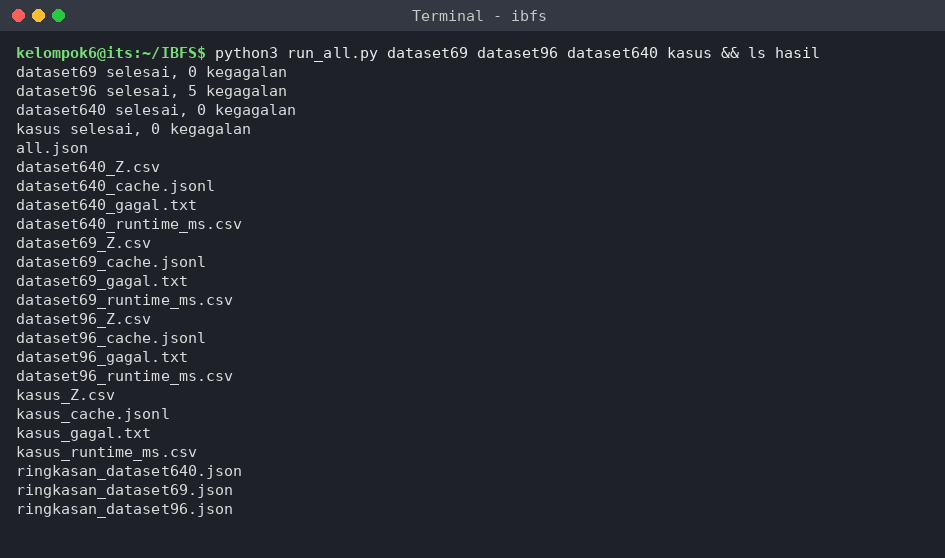 Terminal - ibfs
kelompok6@its:~/IBFS$ python3 run_all.py dataset69 dataset96 dataset640 kasus && ls hasil
dataset69 selesai, 0 kegagalan
dataset96 selesai, 5 kegagalan
dataset640 selesai, 0 kegagalan
kasus selesai, 0 kegagalan
all.json
dataset640_Z.csv
dataset640_cache.jsonl
dataset640_gagal.txt
dataset640_runtime_ms.csv
dataset69_Z.csv
dataset69_cache.jsonl
dataset69_gagal.txt
dataset69_runtime_ms.csv
dataset96_Z.csv
dataset96_cache.jsonl
dataset96_gagal.txt
dataset96_runtime_ms.csv
kasus_Z.csv
kasus_cache.jsonl
kasus_gagal.txt
kasus_runtime_ms.csv
ringkasan_dataset640.json
ringkasan_dataset69.json
ringkasan_dataset96.json